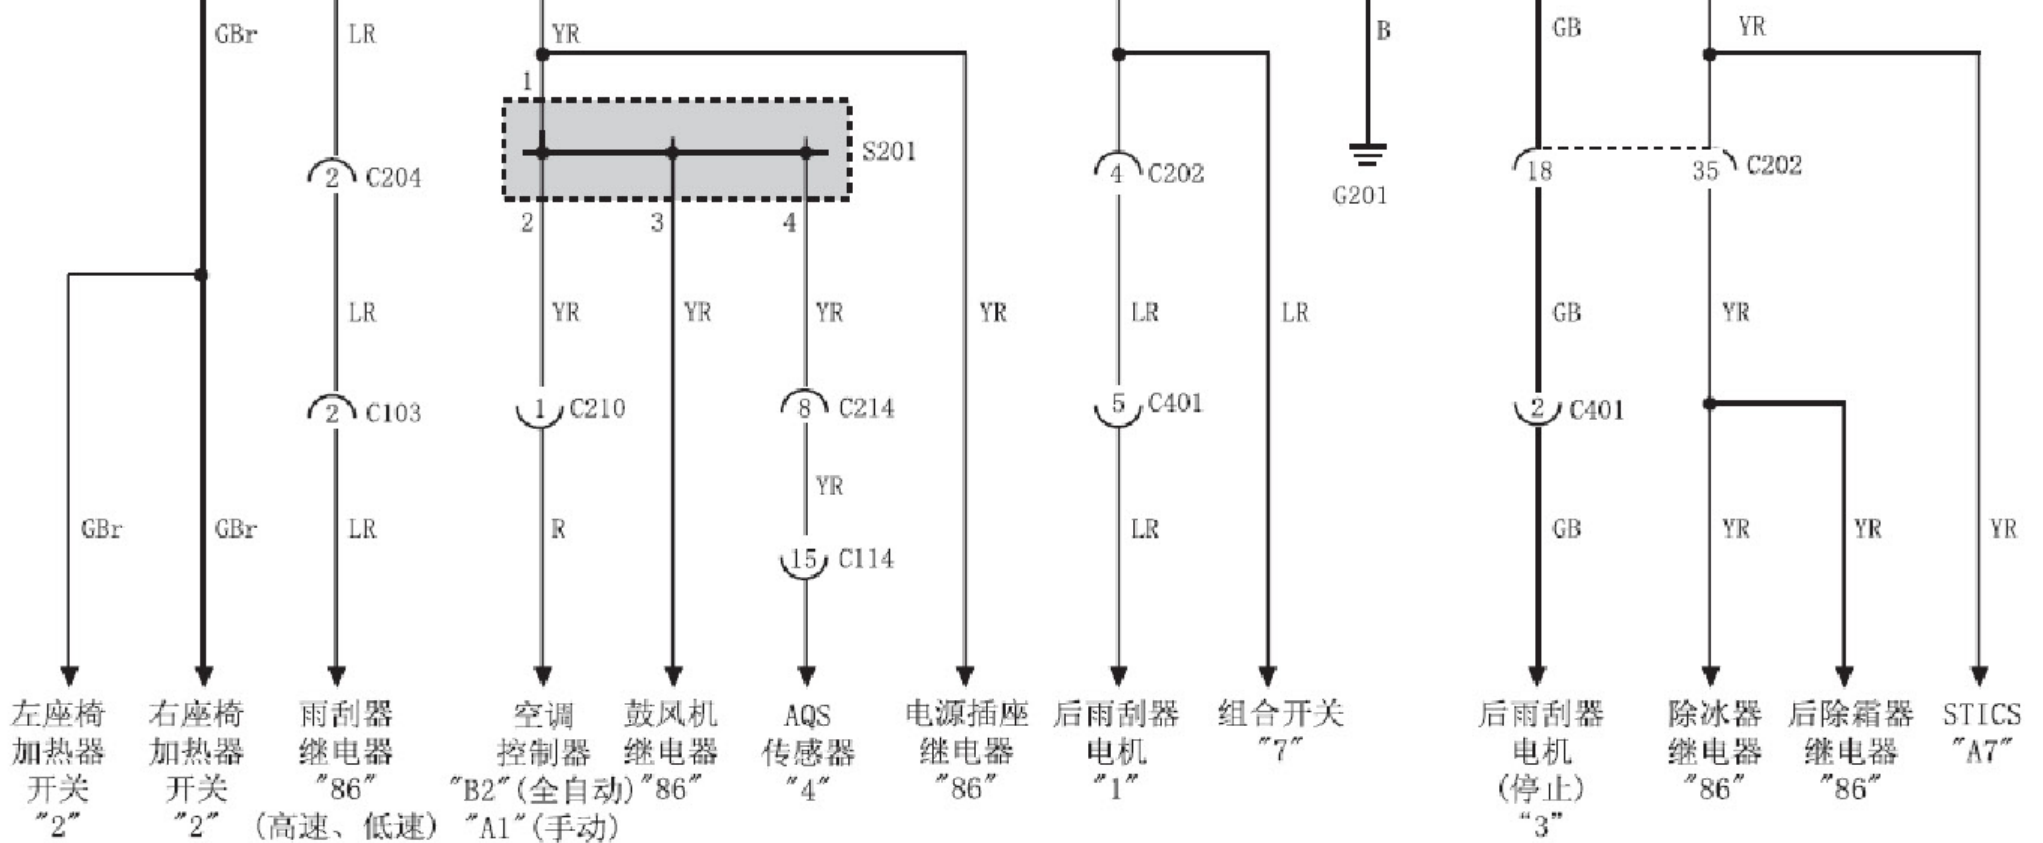 GBr
LR
YR
B
GB
YR
1
S201
2 C204
4 C202
G201
18
35 C202
2
3
4
LR
YR
YR
YR
YR
LR
LR
GB
YR
2 C103
1 C210
8 C214
5 C401
2 C401
YR
GBr
GBr
LR
R
LR
GB
YR
YR
YR
15 C114
左座椅
加热器
开关
"2"
右座椅
加热器
开关
"2"
雨刮器
继电器
"86"
(高速、低速)
空调
控制器
"B2"(全自动)
"A1"(手动)
鼓风机
继电器
"86"
AQS
传感器
"4"
电源插座
继电器
"86"
后雨刮器
电机
"1"
组合开关
"7"
后雨刮器
电机
(停止)
"3"
除冰器
继电器
"86"
后除霜器
继电器
"86"
STICS
"A7"